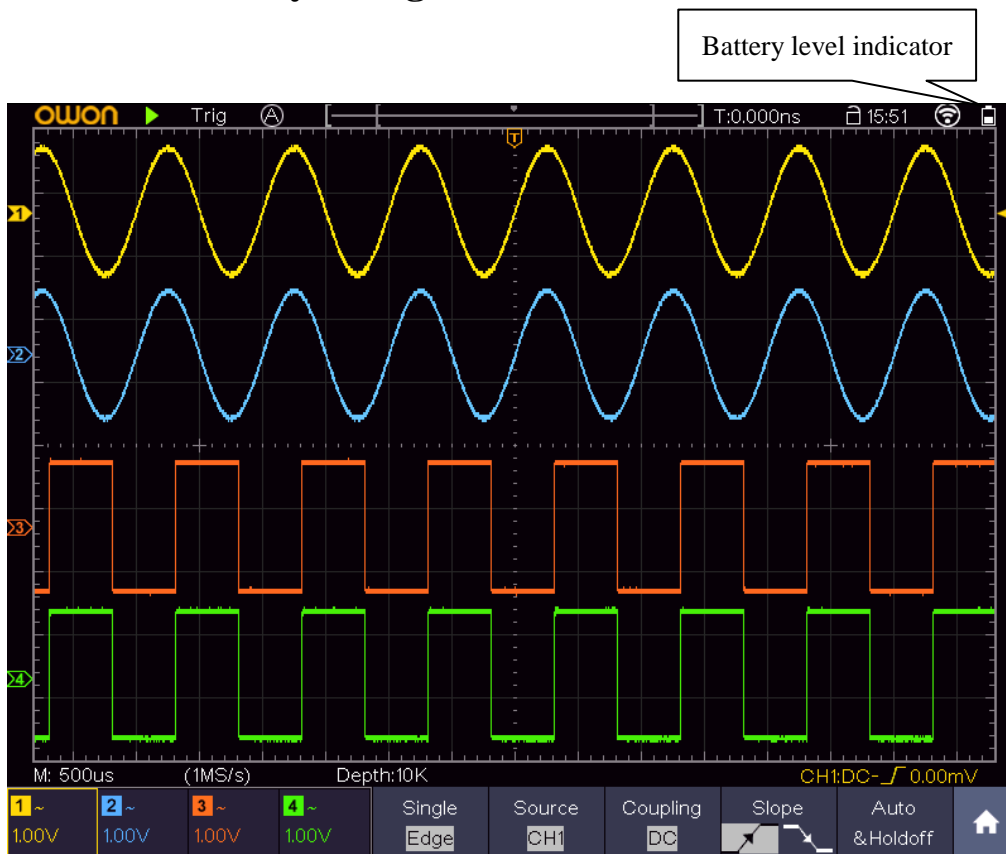 Battery level indicator
OWON Trig A T:0.000ns 15:51
T
1
2
3
4
M: 500us (1MS/s) Depth:10K CH1:DC- 0.00mV
1 ~ 2 ~ 3 ~ 4 ~ Single Source Coupling Slope Auto
1.00V 1.00V 1.00V 1.00V Edge CH1 DC &Holdoff